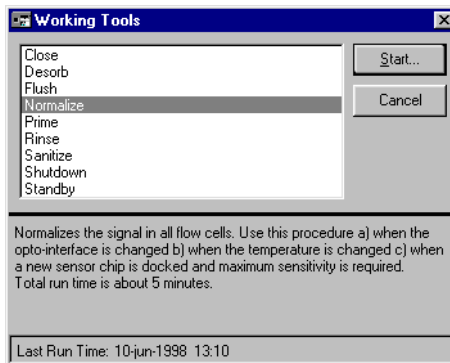 Working Tools
Close
Desorb
Flush
Normalize
Prime
Rinse
Sanitize
Shutdown
Standby
Start...
Cancel
Normalizes the signal in all flow cells. Use this procedure a) when the
opto-interface is changed b) when the temperature is changed c) when
a new sensor chip is docked and maximum sensitivity is required.
Total run time is about 5 minutes.
Last Run Time: 10-jun-1998 13:10